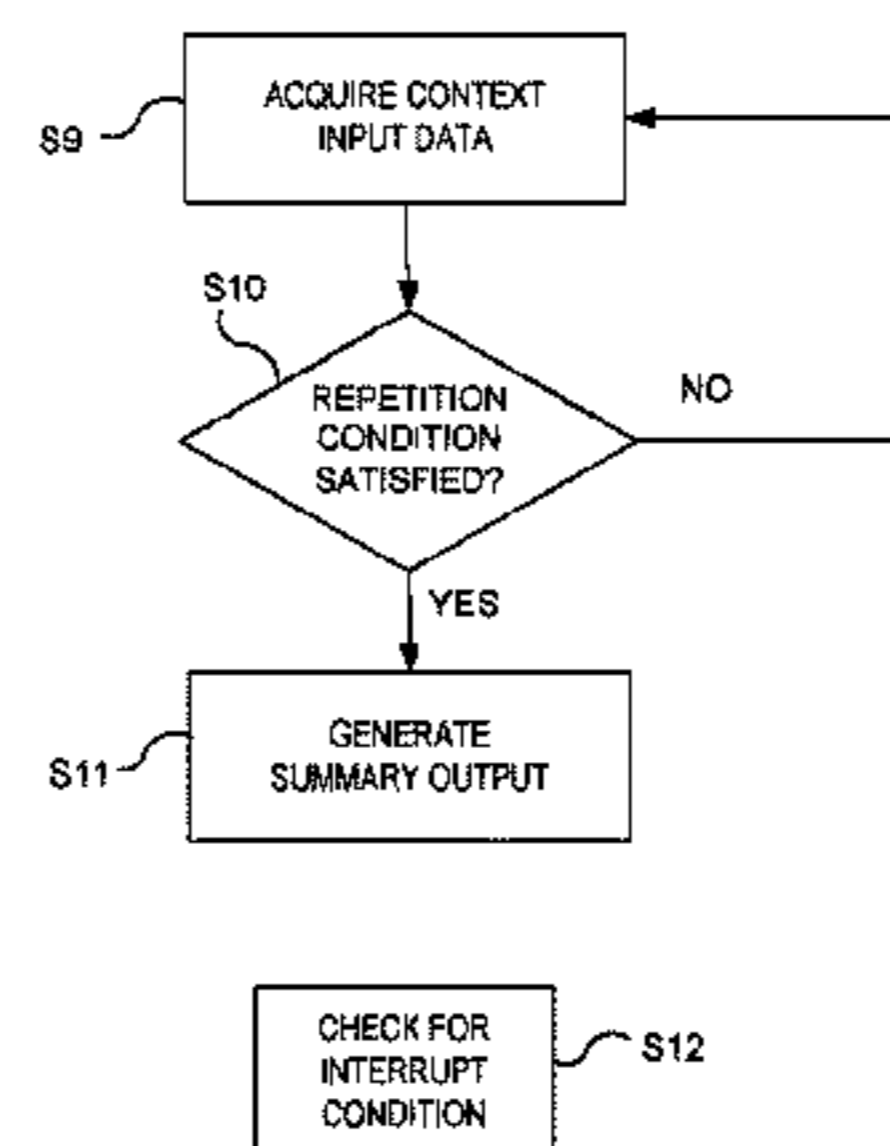 ACQUIRE CONTEXT
INPUT DATA
S9
S10
REPETITION
CONDITION
SATISFIED?
NO
YES
GENERATE
SUMMARY OUTPUT
S11
CHECK FOR
INTERRUPT
CONDITION
S12